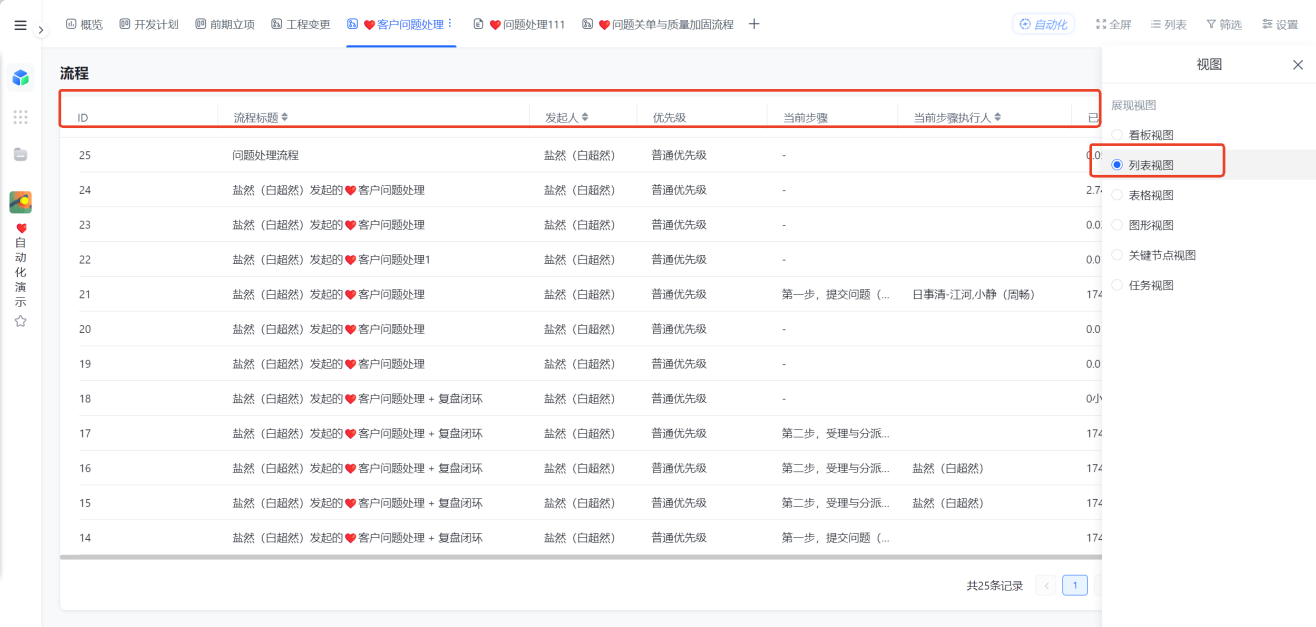 概览 开发计划 前期立项 工程变更 ❤️客户问题处理 ❤️问题处理111 ❤️问题关单与质量加固流程 自动化 全屏 列表 筛选 设置
流程
ID 流程标题 发起人 优先级 当前步骤 当前步骤执行人 已
25 问题处理流程 盐然（白超然） 普通优先级 - 0.0
24 盐然（白超然）发起的❤️客户问题处理 盐然（白超然） 普通优先级 - 2.7
23 盐然（白超然）发起的❤️客户问题处理 盐然（白超然） 普通优先级 - 0.0
22 盐然（白超然）发起的❤️客户问题处理1 盐然（白超然） 普通优先级 - 0.0
21 盐然（白超然）发起的❤️客户问题处理 盐然（白超然） 普通优先级 第一步，提交问题（... 日事清-江河,小静（周畅） 174
20 盐然（白超然）发起的❤️客户问题处理 盐然（白超然） 普通优先级 - 0.0
19 盐然（白超然）发起的❤️客户问题处理 盐然（白超然） 普通优先级 - 0.0
18 盐然（白超然）发起的❤️客户问题处理 + 复盘闭环 盐然（白超然） 普通优先级 - 0小
17 盐然（白超然）发起的❤️客户问题处理 + 复盘闭环 盐然（白超然） 普通优先级 第二步，受理与分派... 174
16 盐然（白超然）发起的❤️客户问题处理 + 复盘闭环 盐然（白超然） 普通优先级 第二步，受理与分派... 盐然（白超然） 174
15 盐然（白超然）发起的❤️客户问题处理 + 复盘闭环 盐然（白超然） 普通优先级 第二步，受理与分派... 盐然（白超然） 174
14 盐然（白超然）发起的❤️客户问题处理 + 复盘闭环 盐然（白超然） 普通优先级 第一步，提交问题（... 174
共25条记录 1
视图
展现视图
看板视图
列表视图
表格视图
图形视图
关键节点视图
任务视图
❤️
自
动
化
演
示